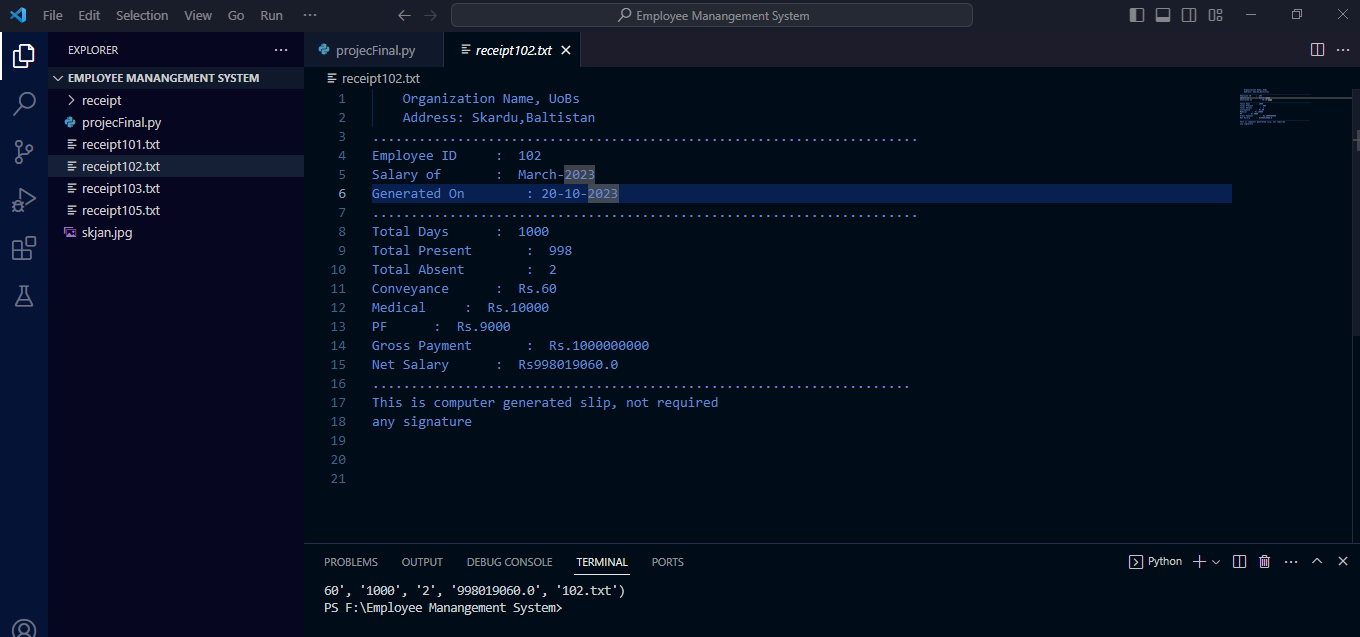 File Edit Selection View Go Run ···
Employee Manangement System
EXPLORER ···
EMPLOYEE MANANGEMENT SYSTEM
receipt
projecFinal.py
receipt101.txt
receipt102.txt
receipt103.txt
receipt105.txt
skjan.jpg
projecFinal.py receipt102.txt
receipt102.txt
1 Organization Name, UoBs
2 Address: Skardu,Baltistan
3 .......................................................................
4 Employee ID : 102
5 Salary of : March-2023
6 Generated On : 20-10-2023
7 .......................................................................
8 Total Days : 1000
9 Total Present : 998
10 Total Absent : 2
11 Conveyance : Rs.60
12 Medical : Rs.10000
13 PF : Rs.9000
14 Gross Payment : Rs.1000000000
15 Net Salary : Rs998019060.0
16 ......................................................................
17 This is computer generated slip, not required
18 any signature
19
20
21
PROBLEMS OUTPUT DEBUG CONSOLE TERMINAL PORTS
Python
60', '1000', '2', '998019060.0', '102.txt')
PS F:\Employee Manangement System>